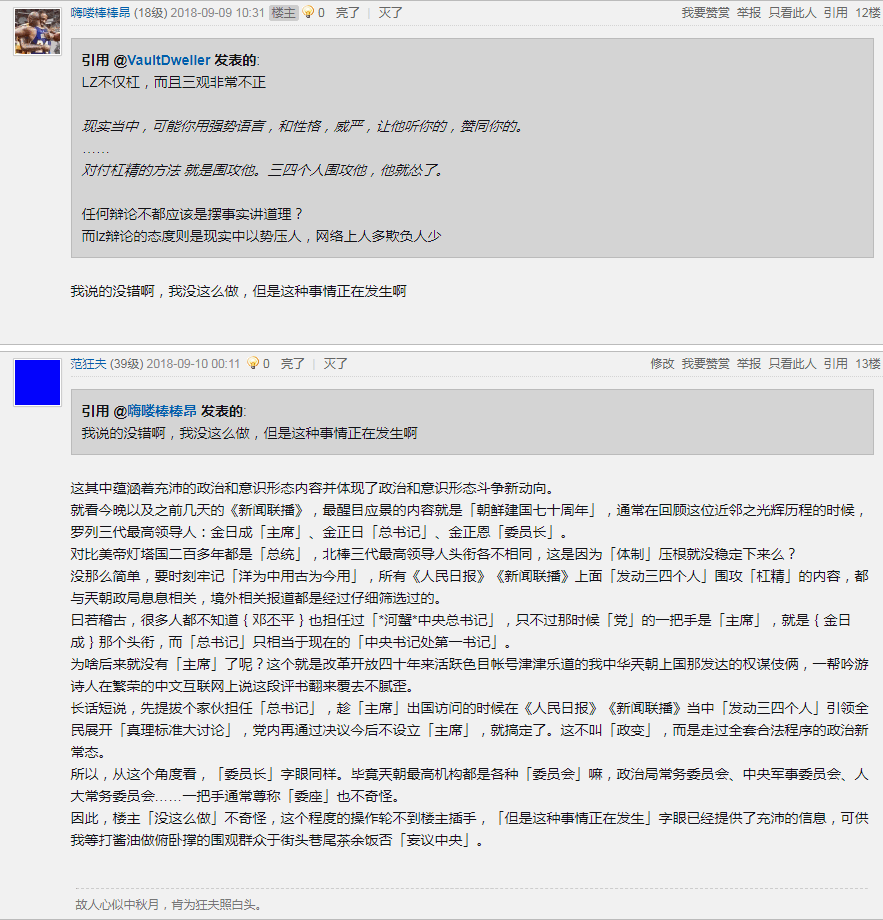 嗨喽棒棒昂 (18级) 2018-09-09 10:31 楼主 0 亮了 | 灭了 我要赞赏 举报 只看此人 引用 12楼
引用 @VaultDweller 发表的:
LZ不仅杠，而且三观非常不正
现实当中，可能你用强势语言，和性格，威严，让他听你的，赞同你的。
……
对付杠精的方法 就是围攻他。三四个人围攻他，他就怂了。
任何辩论不都应该是摆事实讲道理？
而lz辩论的态度则是现实中以势压人，网络上人多欺负人少
我说的没错啊，我没这么做，但是这种事情正在发生啊
范狂夫 (39级) 2018-09-10 00:11 0 亮了 | 灭了 修改 我要赞赏 举报 只看此人 引用 13楼
引用 @嗨喽棒棒昂 发表的:
我说的没错啊，我没这么做，但是这种事情正在发生啊
这其中蕴涵着充沛的政治和意识形态内容并体现了政治和意识形态斗争新动向。
就看今晚以及之前几天的《新闻联播》，最醒目应景的内容就是「朝鲜建国七十周年」，通常在回顾这位近邻之光辉历程的时候，
罗列三代最高领导人：金日成「主席」、金正日「总书记」、金正恩「委员长」。
对比美帝灯塔国二百多年都是「总统」，北棒三代最高领导人头衔各不相同，这是因为「体制」压根就没稳定下来么？
没那么简单，要时刻牢记「洋为中用古为今用」，所有《人民日报》《新闻联播》上面「发动三四个人」围攻「杠精」的内容，都
与天朝政局息息相关，境外相关报道都是经过仔细筛选过的。
曰若稽古，很多人都不知道｛邓丕平｝也担任过「*河蟹*中央总书记」，只不过那时候「党」的一把手是「主席」，就是｛金日
成｝那个头衔，而「总书记」只相当于现在的「中央书记处第一书记」。
为啥后来就没有「主席」了呢？这个就是改革开放四十年来活跃色目帐号津津乐道的我中华天朝上国那发达的权谋伎俩，一帮吟游
诗人在繁荣的中文互联网上说这段评书翻来覆去不腻歪。
长话短说，先提拔个家伙担任「总书记」，趁「主席」出国访问的时候在《人民日报》《新闻联播》当中「发动三四个人」引领全
民展开「真理标准大讨论」，党内再通过决议今后不设立「主席」，就搞定了。这不叫「政变」，而是走过全套合法程序的政治新
常态。
所以，从这个角度看，「委员长」字眼同样。毕竟天朝最高机构都是各种「委员会」嘛，政治局常务委员会、中央军事委员会、人
大常务委员会……一把手通常尊称「委座」也不奇怪。
因此，楼主「没这么做」不奇怪，这个程度的操作轮不到楼主插手，「但是这种事情正在发生」字眼已经提供了充沛的信息，可供
我等打酱油做俯卧撑的围观群众于街头巷尾茶余饭否「妄议中央」。
故人心似中秋月，肯为狂夫照白头。